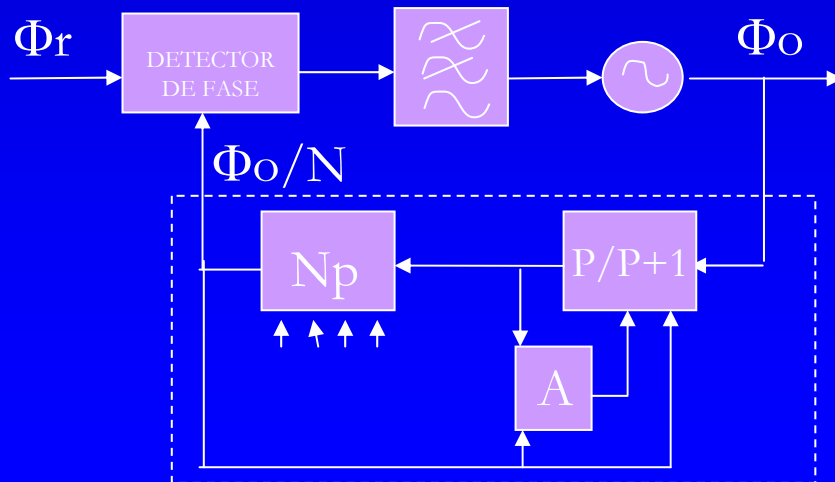 Φr
DETECTOR
DE FASE
Φo
Φo/N
Np
P/P+1
A